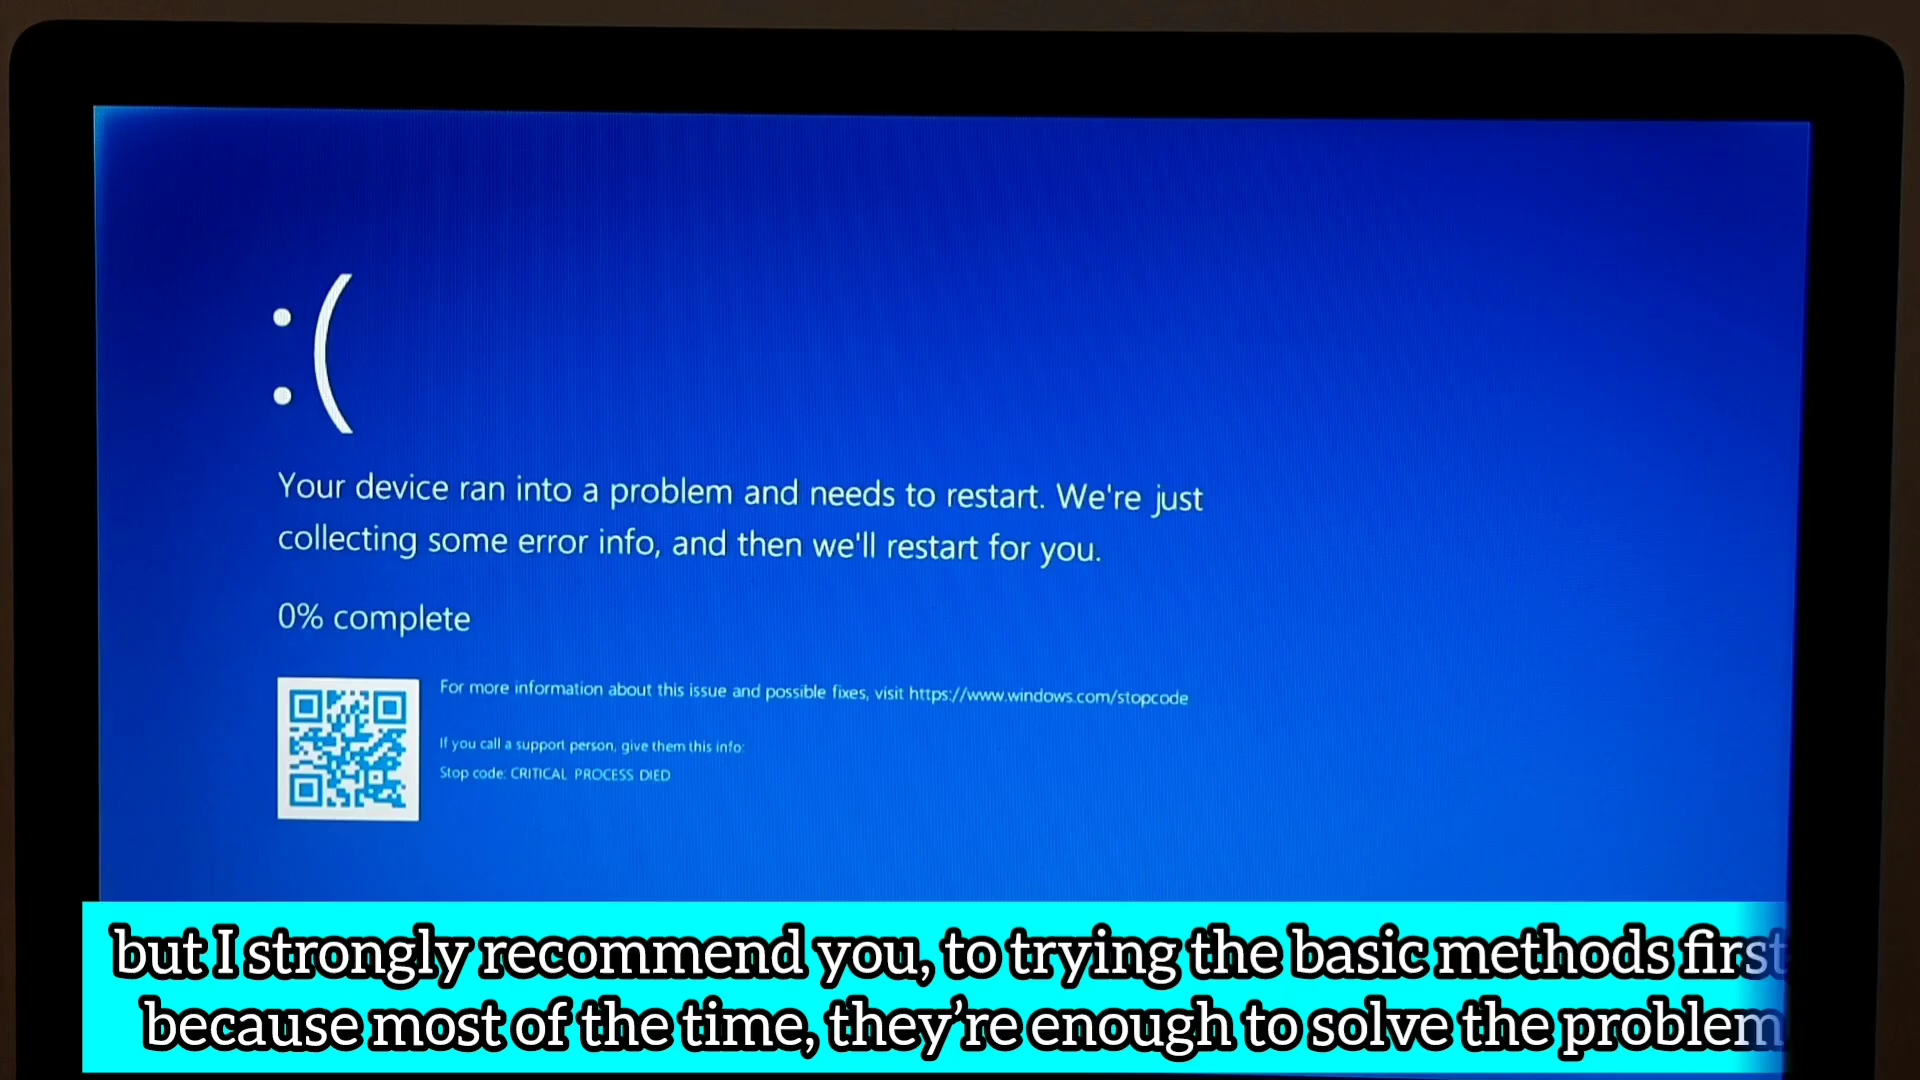 :(
Your device ran into a problem and needs to restart. We're just
collecting some error info, and then we'll restart for you.
0% complete
For more information about this issue and possible fixes, visit https://www.windows.com/stopcode
If you call a support person, give them this info:
Stop code: CRITICAL PROCESS DIED
but I strongly recommend you, to trying the basic methods first
because most of the time, they’re enough to solve the problem